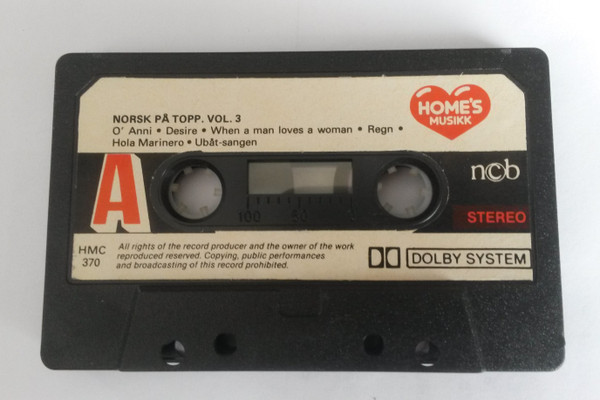 HOME'S
MUSIKK
NORSK PÅ TOPP. VOL. 3
O' Anni • Desire • When a man loves a woman • Regn •
Hola Marinero • Ubåt-sangen
A
ncb
100 50
STEREO
HMC
370
All rights of the record producer and the owner of the work
reproduced reserved. Copying, public performances
and broadcasting of this record prohibited.
DOLBY SYSTEM